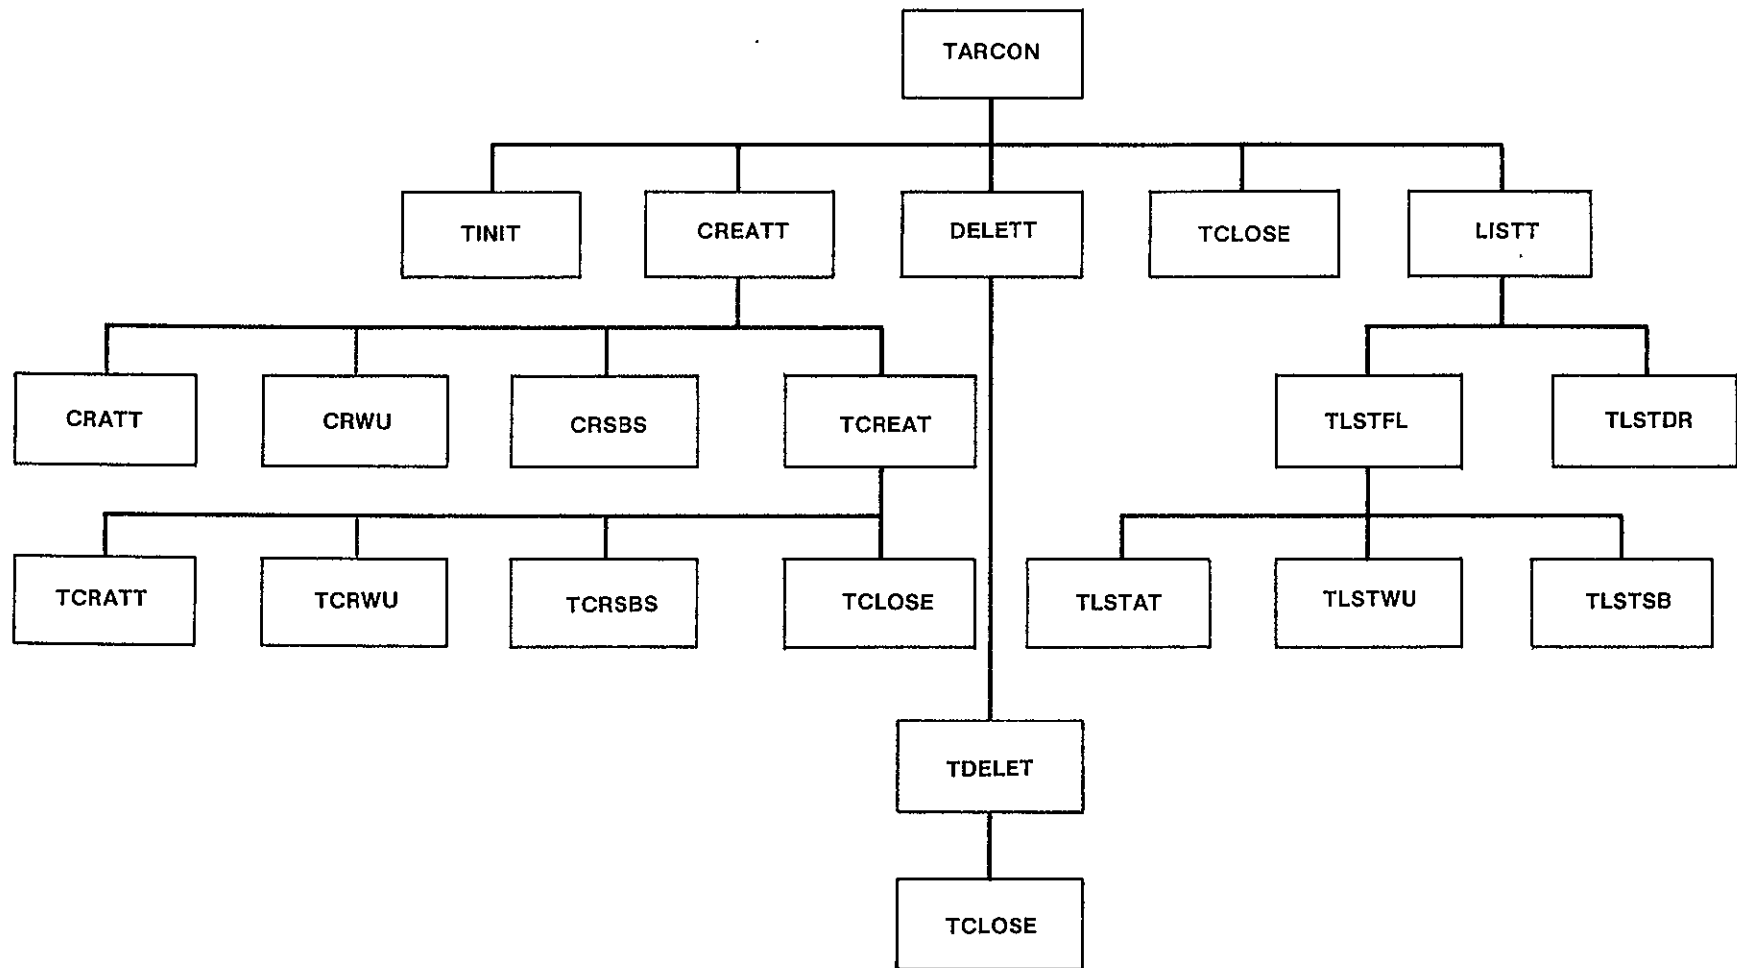 TARCON
TINIT
CREATT
DELETT
TCLOSE
LISTT
CRATT
CRWU
CRSBS
TCREAT
TLSTFL
TLSTDR
TCRATT
TCRWU
TCRSBS
TCLOSE
TLSTAT
TLSTWU
TLSTSB
TDELET
TCLOSE